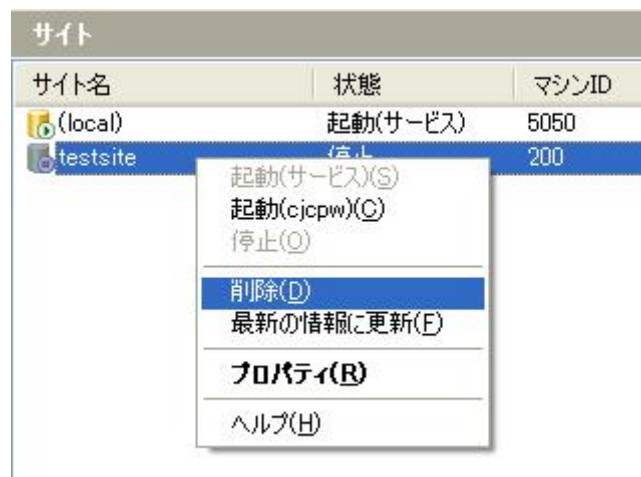 サイト
サイト名 状態 マシンID
(local) 起動(サービス) 5050
testsite 停止 200
起動(サービス)(S)
起動(cjcpw)(C)
停止(O)
削除(D)
最新の情報に更新(F)
プロパティ(R)
ヘルプ(H)